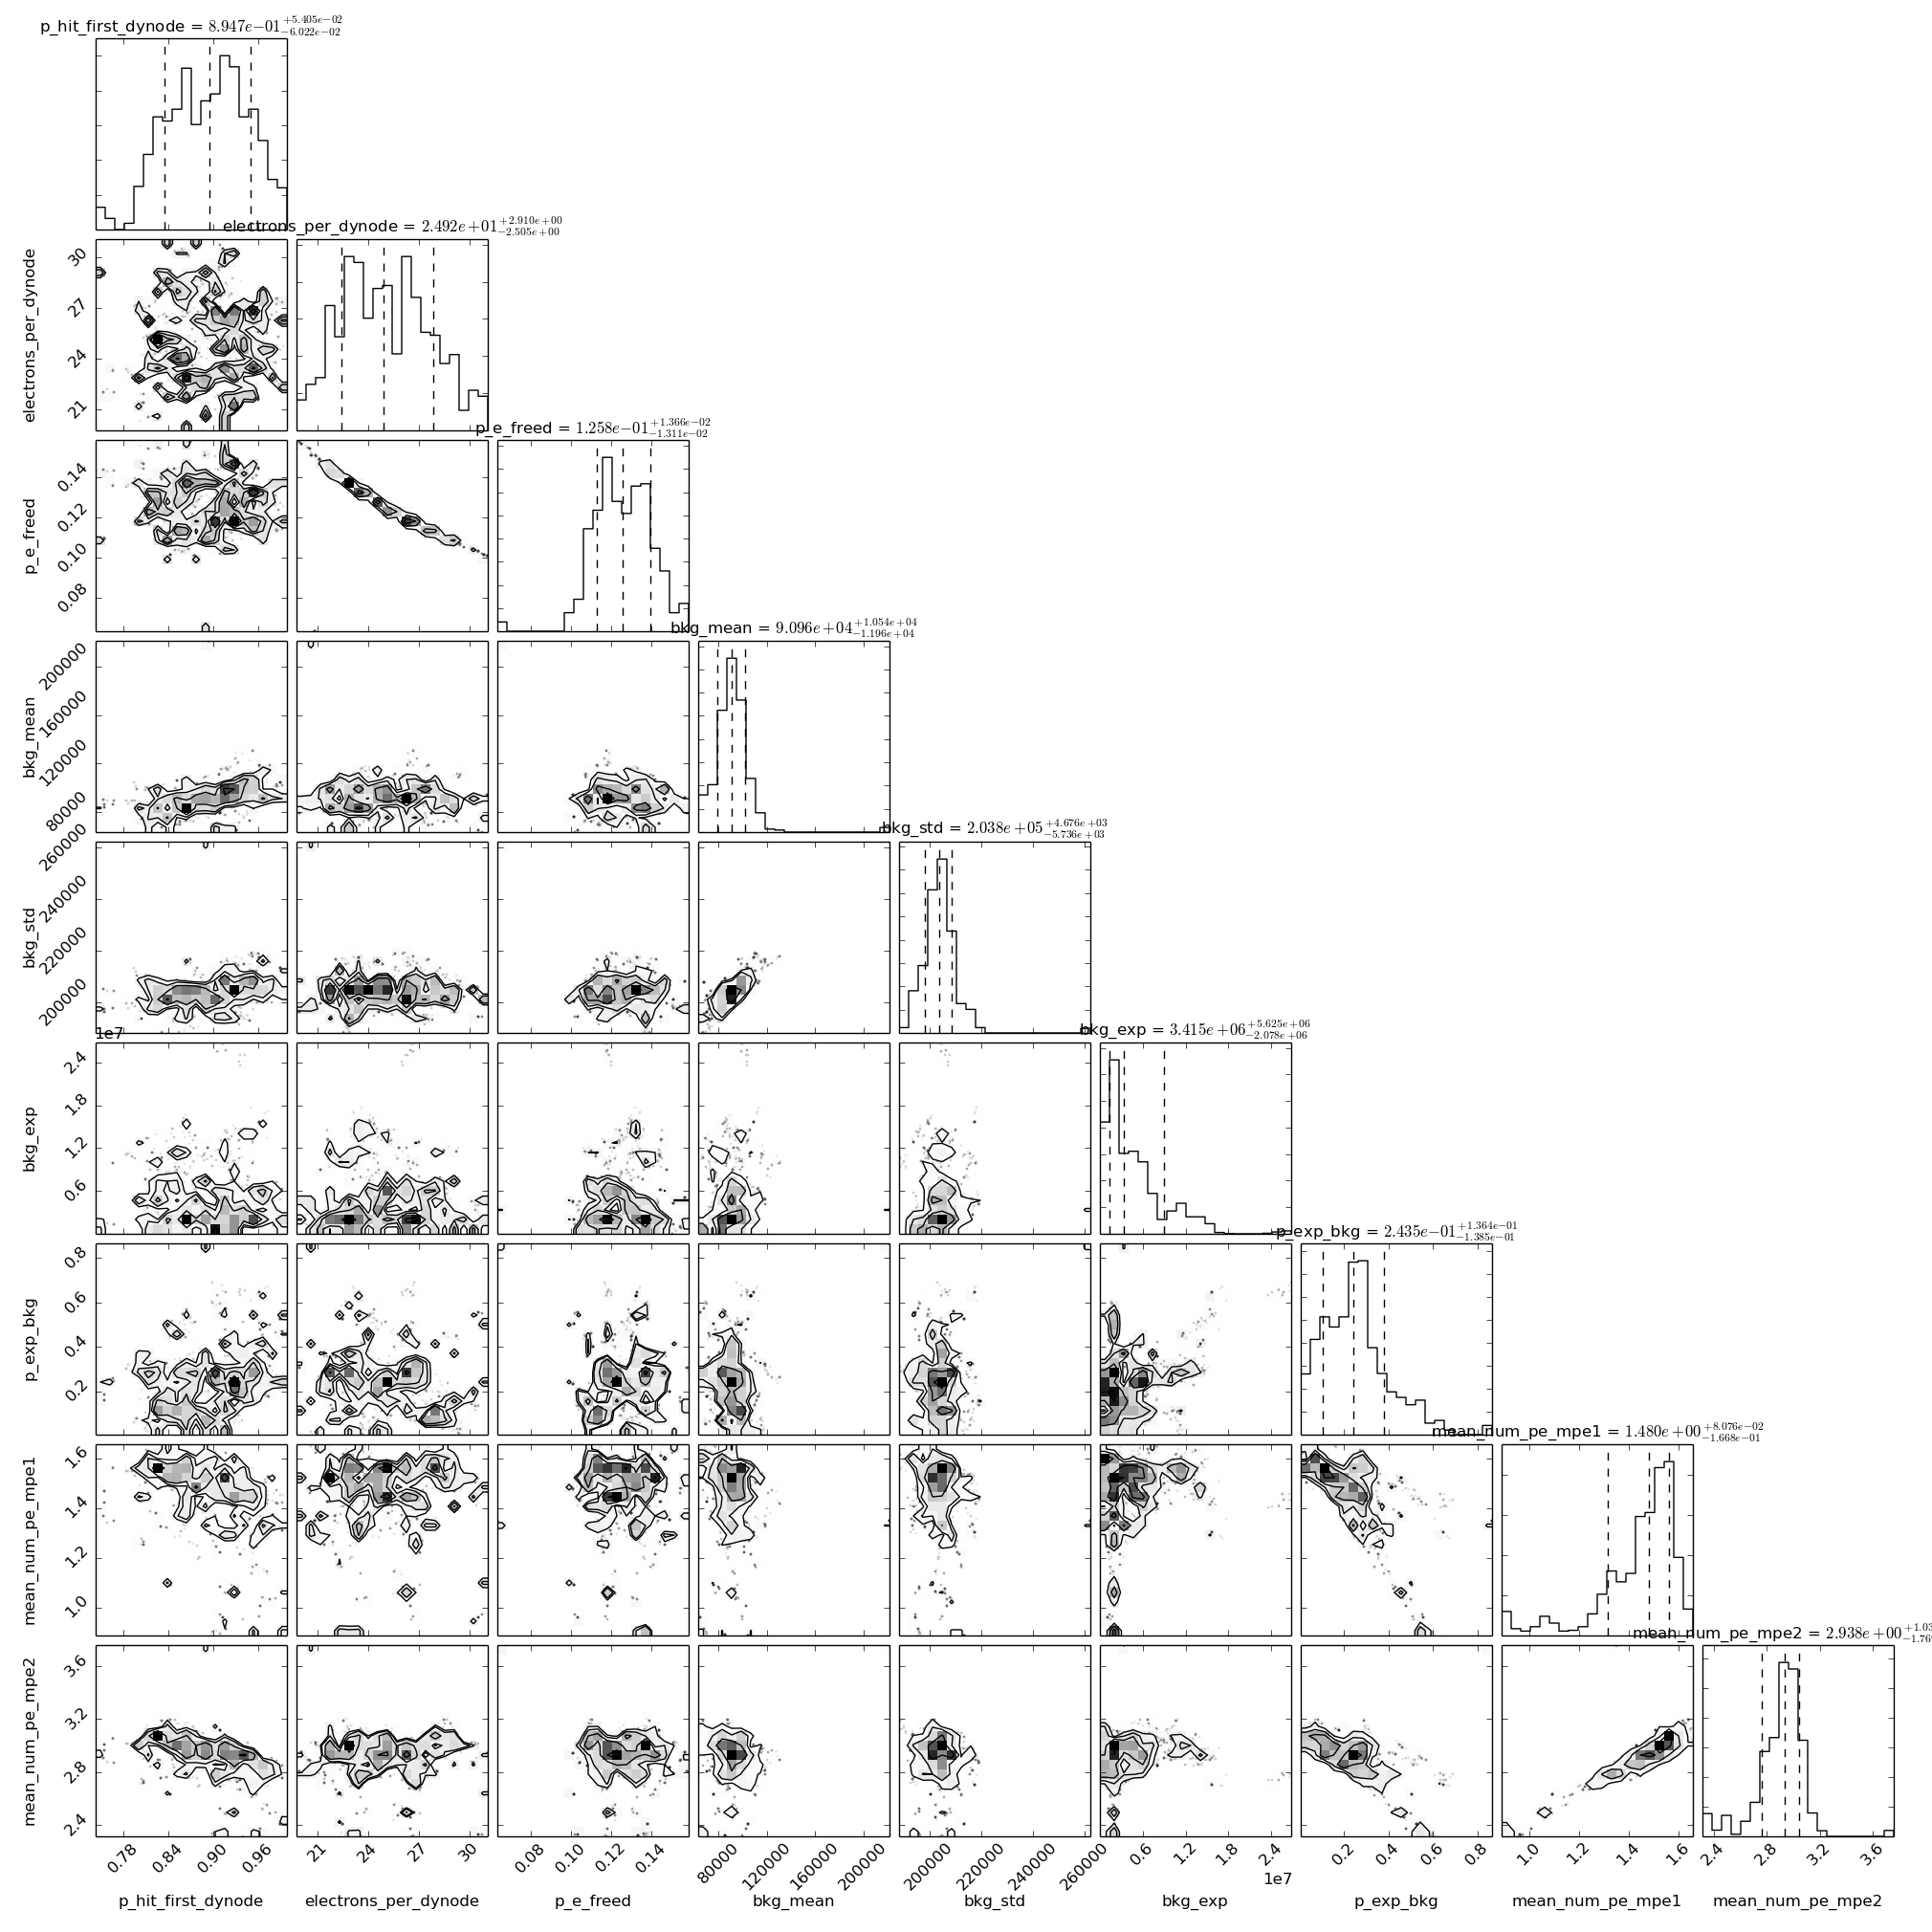 p_hit_first_dynode = 8.947e−01 +5.405e−02 −6.022e−02
electrons_per_dynode = 2.492e+01 +2.910e+00 −2.505e+00
electrons_per_dynode
30
27
24
21
p_e_freed = 1.258e−01 +1.366e−02 −1.311e−02
p_e_freed
0.14
0.12
0.10
0.08
bkg_mean = 9.096e+04 +1.054e+04 −1.196e+04
bkg_mean
200000
160000
120000
80000
bkg_std = 2.038e+05 +4.676e+03 −5.736e+03
bkg_std
260000
240000
220000
200000
1e7
bkg_exp = 3.415e+06 +5.625e+06 −2.078e+06
bkg_exp
2.4
1.8
1.2
0.6
p_exp_bkg = 2.435e−01 +1.364e−01 −1.385e−01
p_exp_bkg
0.8
0.6
0.4
0.2
mean_num_pe_mpe1 = 1.480e+00 +8.076e−02 −1.668e−01
mean_num_pe_mpe1
1.6
1.4
1.2
1.0
mean_num_pe_mpe2 = 2.938e+00
mean_num_pe_mpe2
3.6
3.2
2.8
2.4
0.78 0.84 0.90 0.96 21 24 27 30 0.08 0.10 0.12 0.14 80000 120000 160000 200000 200000 220000 240000 260000 0.6 1.2 1.8 2.4 0.2 0.4 0.6 0.8 1.0 1.2 1.4 1.6 2.4 2.8 3.2 3.6
1e7
p_hit_first_dynode electrons_per_dynode p_e_freed bkg_mean bkg_std bkg_exp p_exp_bkg mean_num_pe_mpe1 mean_num_pe_mpe2